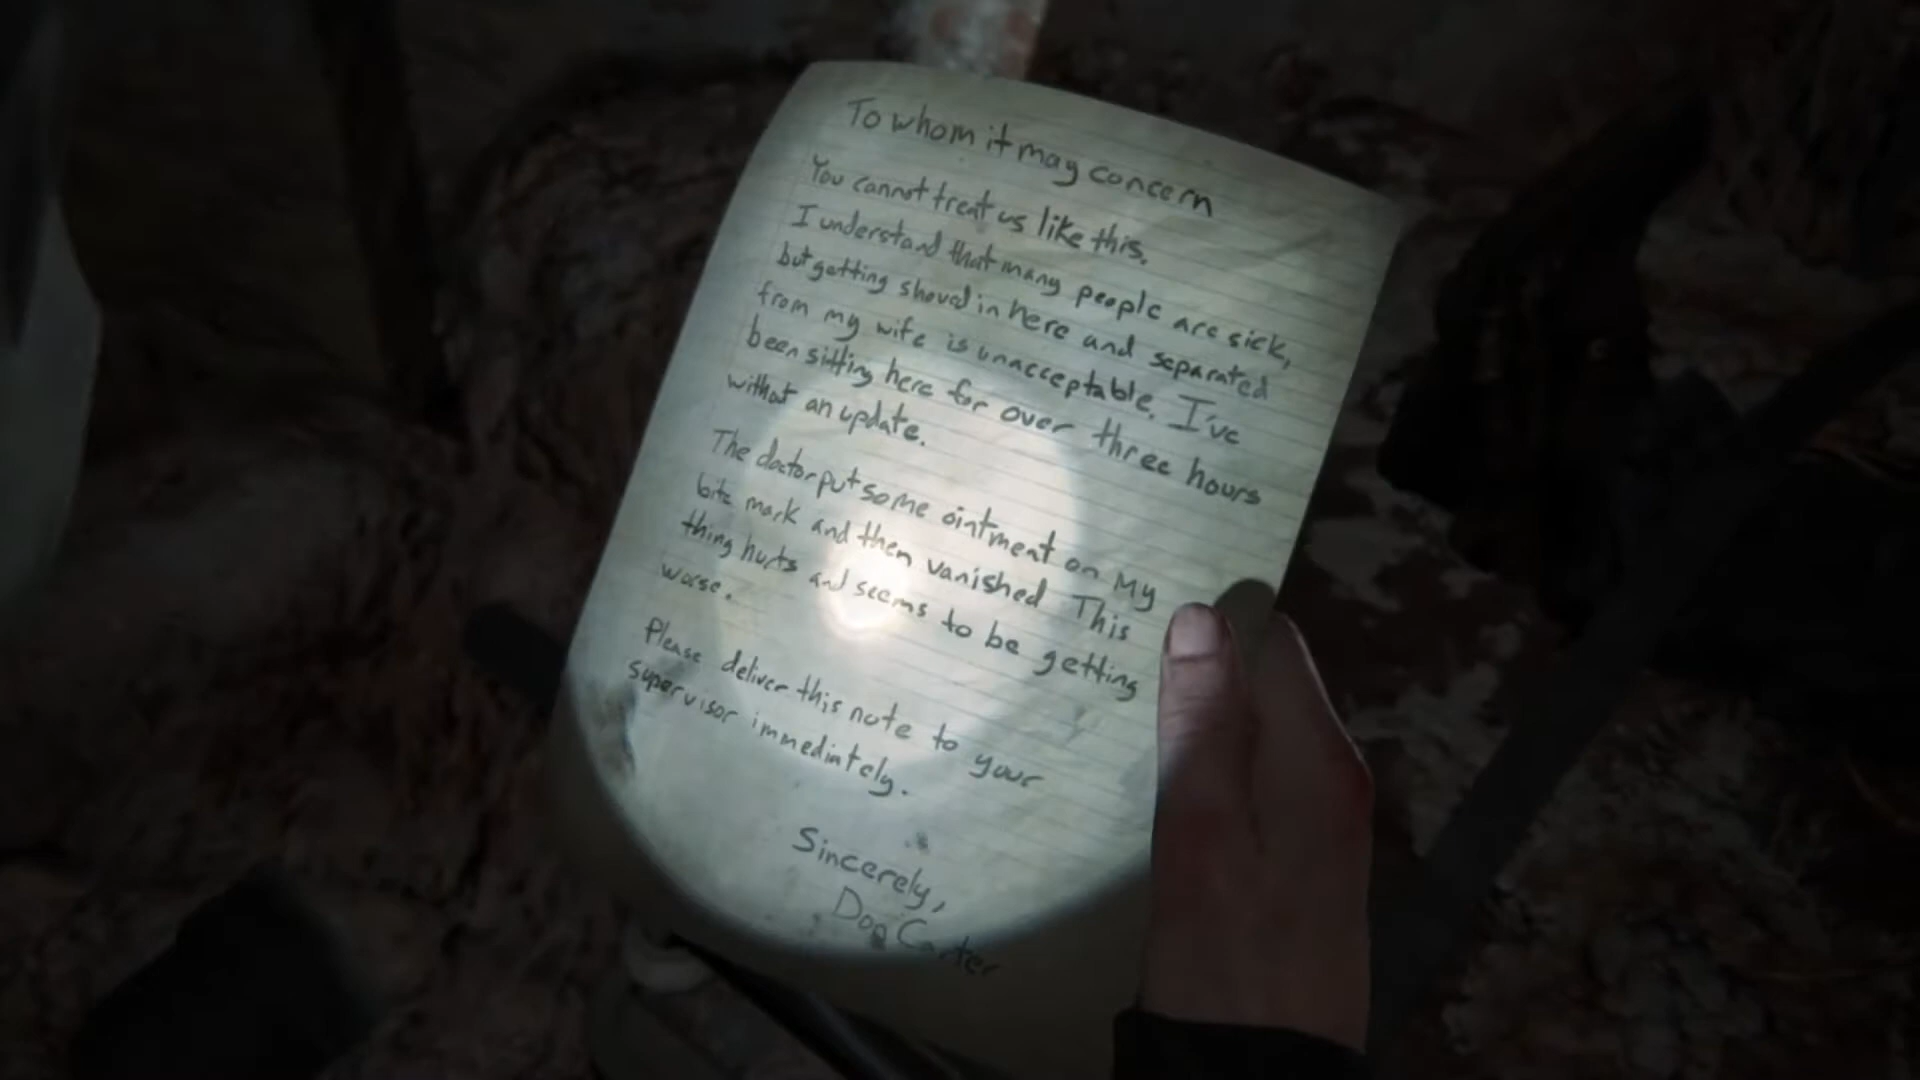 To whom it may concern
You cannot treat us like this.
I understand that many people are sick,
but getting shoved in here and separated
from my wife is unacceptable. I've
been sitting here for over three hours
without an update.
The doctor put some ointment on My
bite mark and then vanished This
thing hurts and seems to be getting
worse.
Please deliver this note to your
supervisor immediately.
Sincerely,
Carter